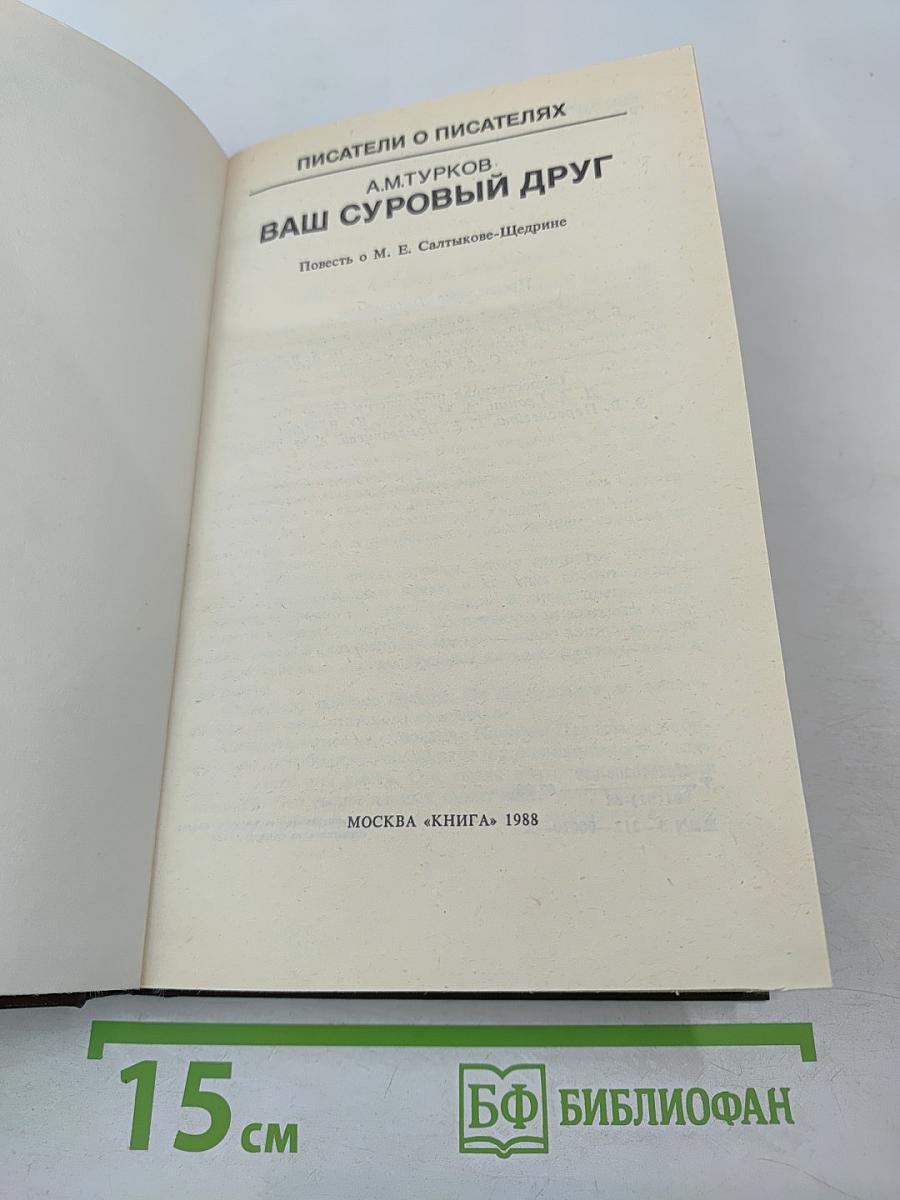 ПИСАТЕЛИ О ПИСАТЕЛЯХ
А.М.ТУРКОВ
ВАШ СУРОВЫЙ ДРУГ
Повесть о М. Е. Салтыкове-Щедрине
МОСКВА «КНИГА» 1988
15 см
БФ БИБЛИОФАН